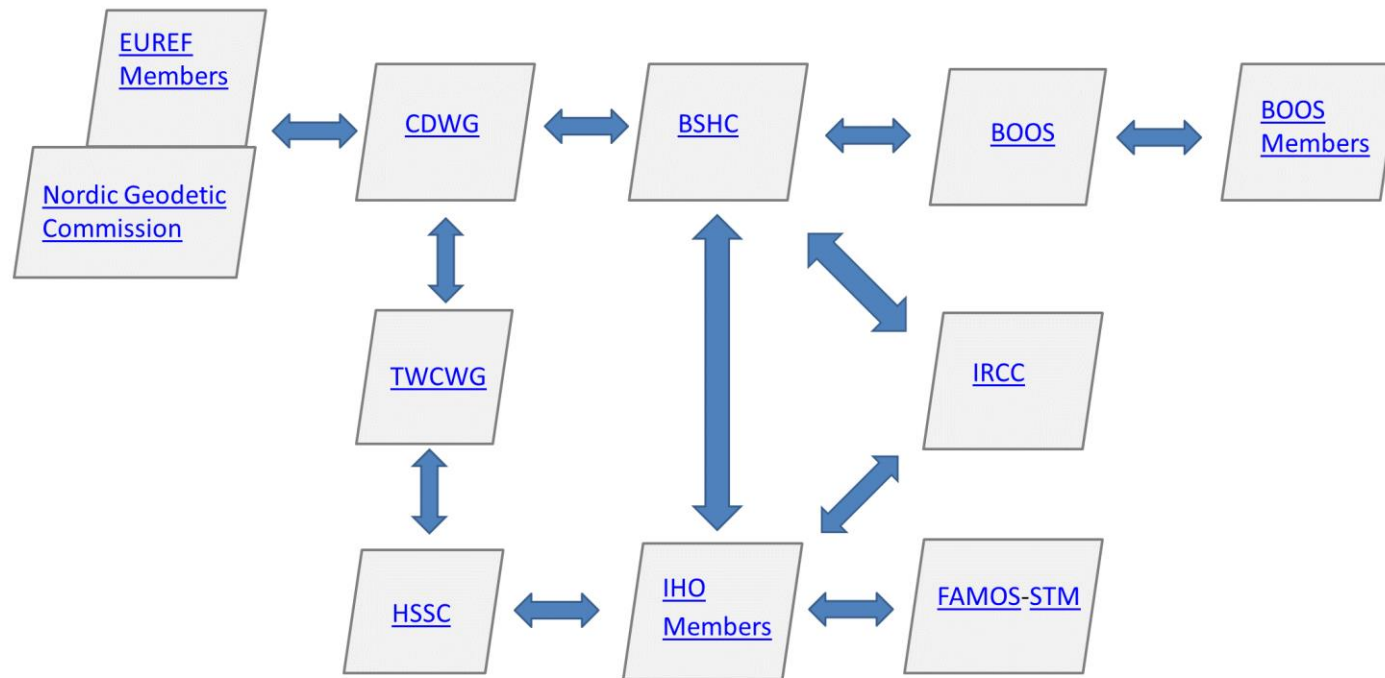 EUREF
Members
CDWG
BSHC
BOOS
BOOS
Members
Nordic Geodetic
Commission
TWCWG
IRCC
HSSC
IHO
Members
FAMOS-STM